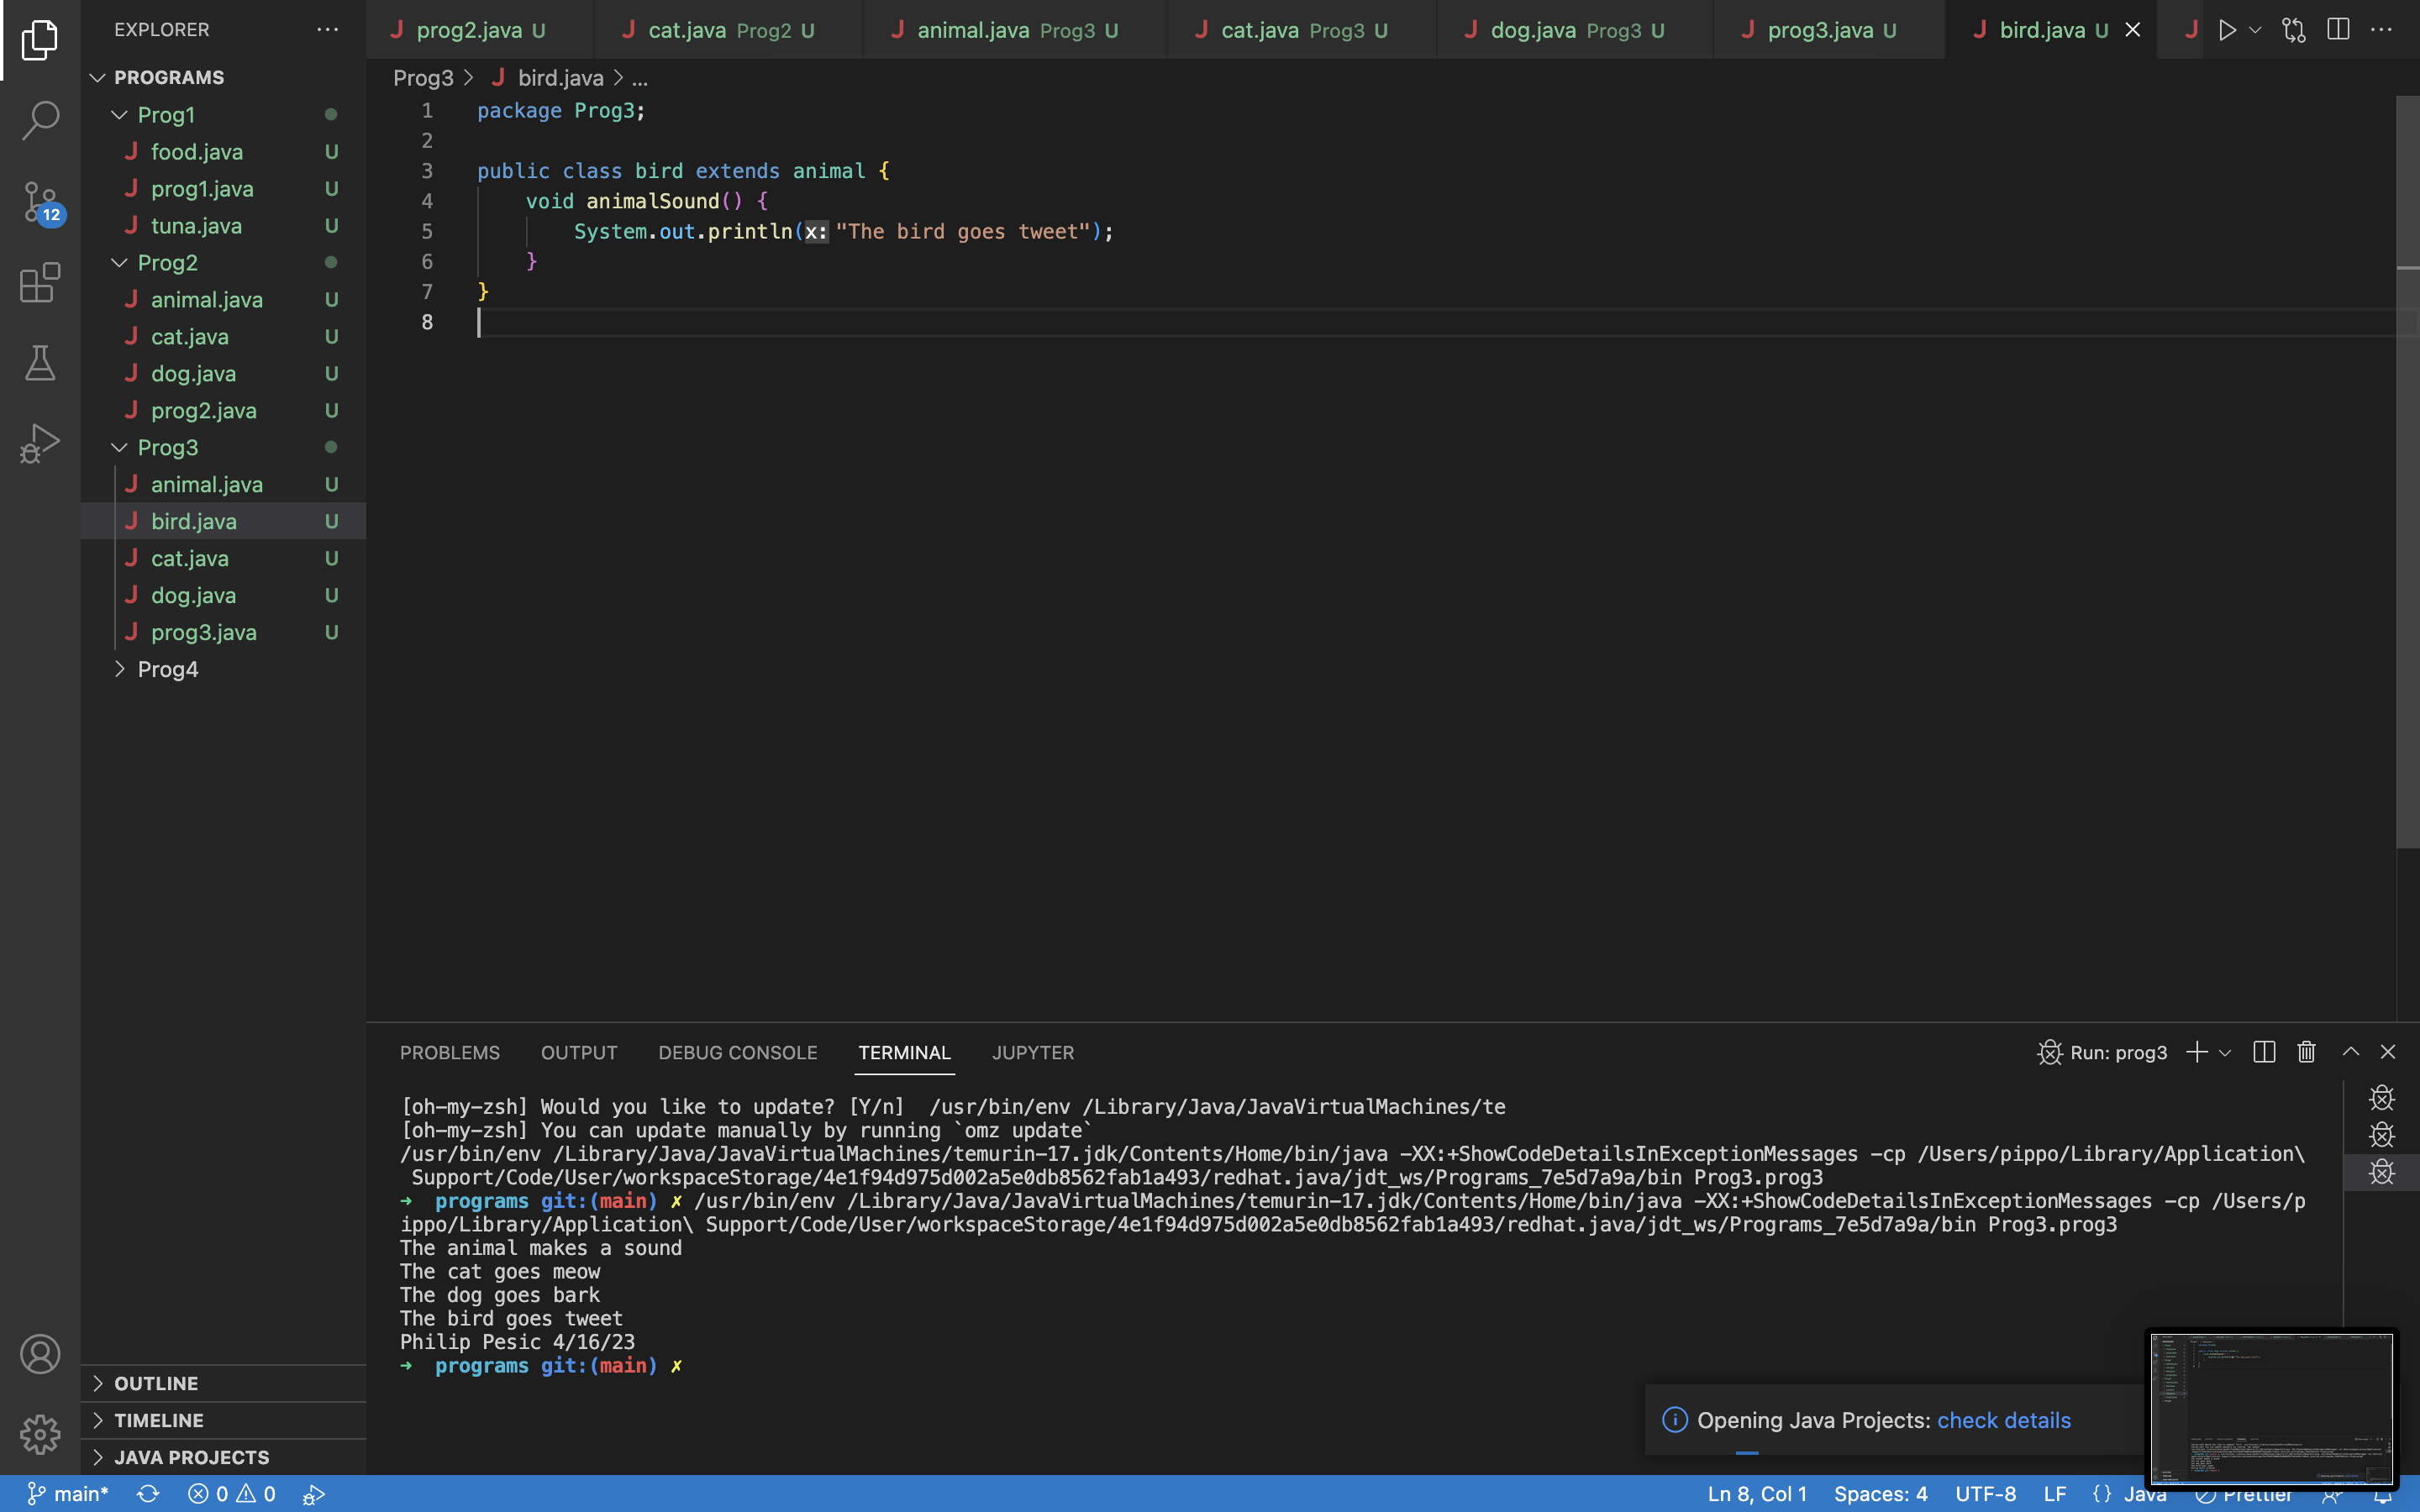 EXPLORER
PROGRAMS
Prog1
food.java U
prog1.java U
tuna.java U
Prog2
animal.java U
cat.java U
dog.java U
prog2.java U
Prog3
animal.java U
bird.java U
cat.java U
dog.java U
prog3.java U
Prog4
OUTLINE
TIMELINE
JAVA PROJECTS
12
prog2.java U cat.java Prog2 U animal.java Prog3 U cat.java Prog3 U dog.java Prog3 U prog3.java U bird.java U
Prog3 > bird.java > ...
1 package Prog3;
2
3 public class bird extends animal {
4 void animalSound() {
5 System.out.println(x: "The bird goes tweet");
6 }
7 }
8
PROBLEMS OUTPUT DEBUG CONSOLE TERMINAL JUPYTER Run: prog3
[oh-my-zsh] Would you like to update? [Y/n]  /usr/bin/env /Library/Java/JavaVirtualMachines/te
[oh-my-zsh] You can update manually by running `omz update`
/usr/bin/env /Library/Java/JavaVirtualMachines/temurin-17.jdk/Contents/Home/bin/java -XX:+ShowCodeDetailsInExceptionMessages -cp /Users/pippo/Library/Application\
Support/Code/User/workspaceStorage/4e1f94d975d002a5e0db8562fab1a493/redhat.java/jdt_ws/Programs_7e5d7a9a/bin Prog3.prog3
➜ programs git:(main) ✗ /usr/bin/env /Library/Java/JavaVirtualMachines/temurin-17.jdk/Contents/Home/bin/java -XX:+ShowCodeDetailsInExceptionMessages -cp /Users/p
ippo/Library/Application\ Support/Code/User/workspaceStorage/4e1f94d975d002a5e0db8562fab1a493/redhat.java/jdt_ws/Programs_7e5d7a9a/bin Prog3.prog3
The animal makes a sound
The cat goes meow
The dog goes bark
The bird goes tweet
Philip Pesic 4/16/23
➜ programs git:(main) ✗
Opening Java Projects: check details
main* 0 0 Ln 8, Col 1 Spaces: 4 UTF-8 LF {} Java Prettier